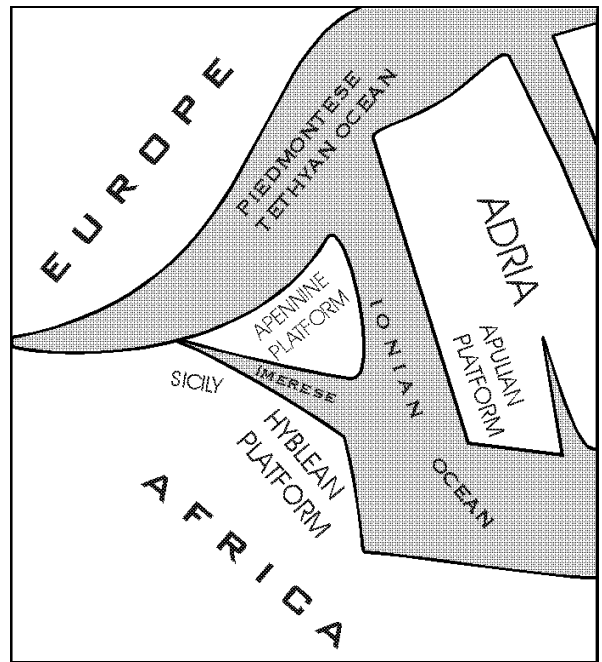 EUROPE
PIEDMONTESE
TETHYAN OCEAN
ADRIA
APENNINE
PLATFORM
IONIAN
OCEAN
APULIAN
PLATFORM
IMERESE
SICILY
HYBLEAN
PLATFORM
AFRICA